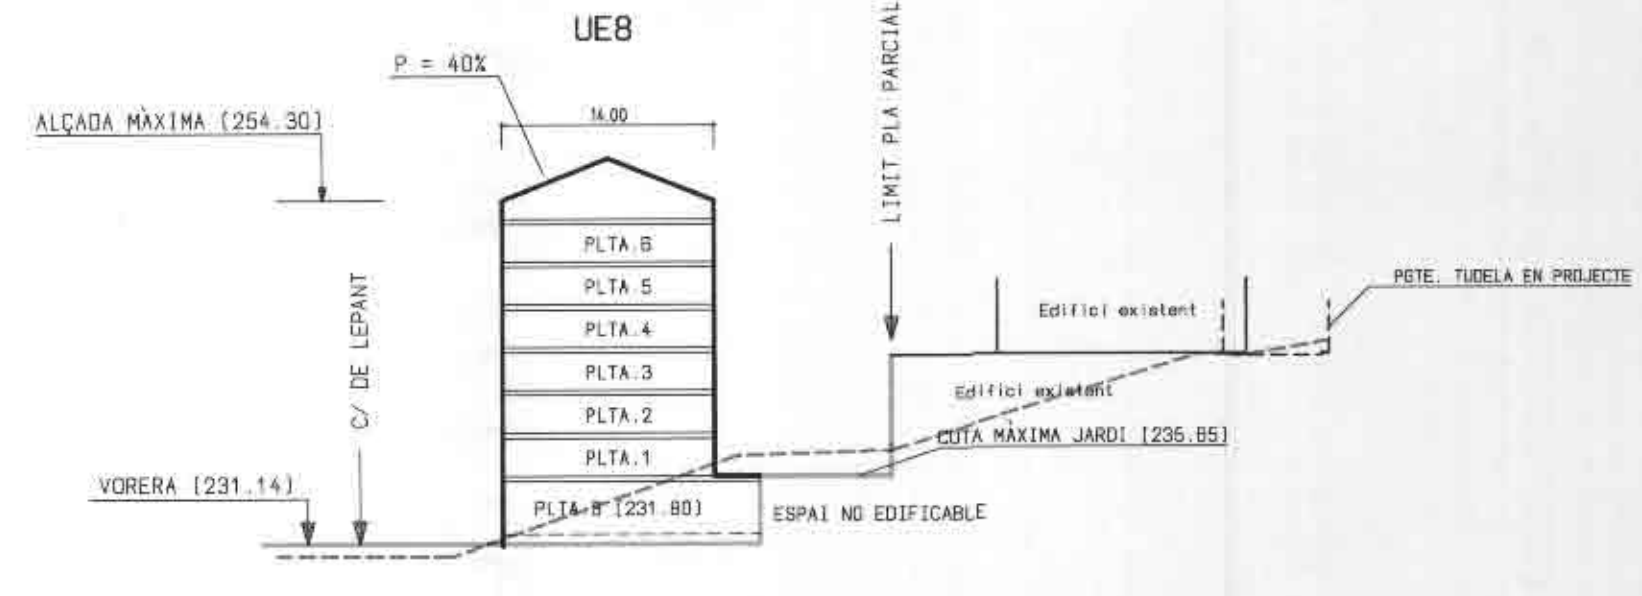 UE8
P = 40%
14.00
ALÇADA MÀXIMA [254.30]
LIMIT PLA PARCIAL
PLTA.6
PLTA.5
PLTA.4
PLTA.3
PLTA.2
PLTA.1
PLTA-B [231.80]
C/ DE LEPANT
VORERA [231.14]
ESPAI NO EDIFICABLE
Edifici existent
Edifici existent
COTA MÀXIMA JARDI [235.85]
PGTE. TUDELA EN PROJECTE